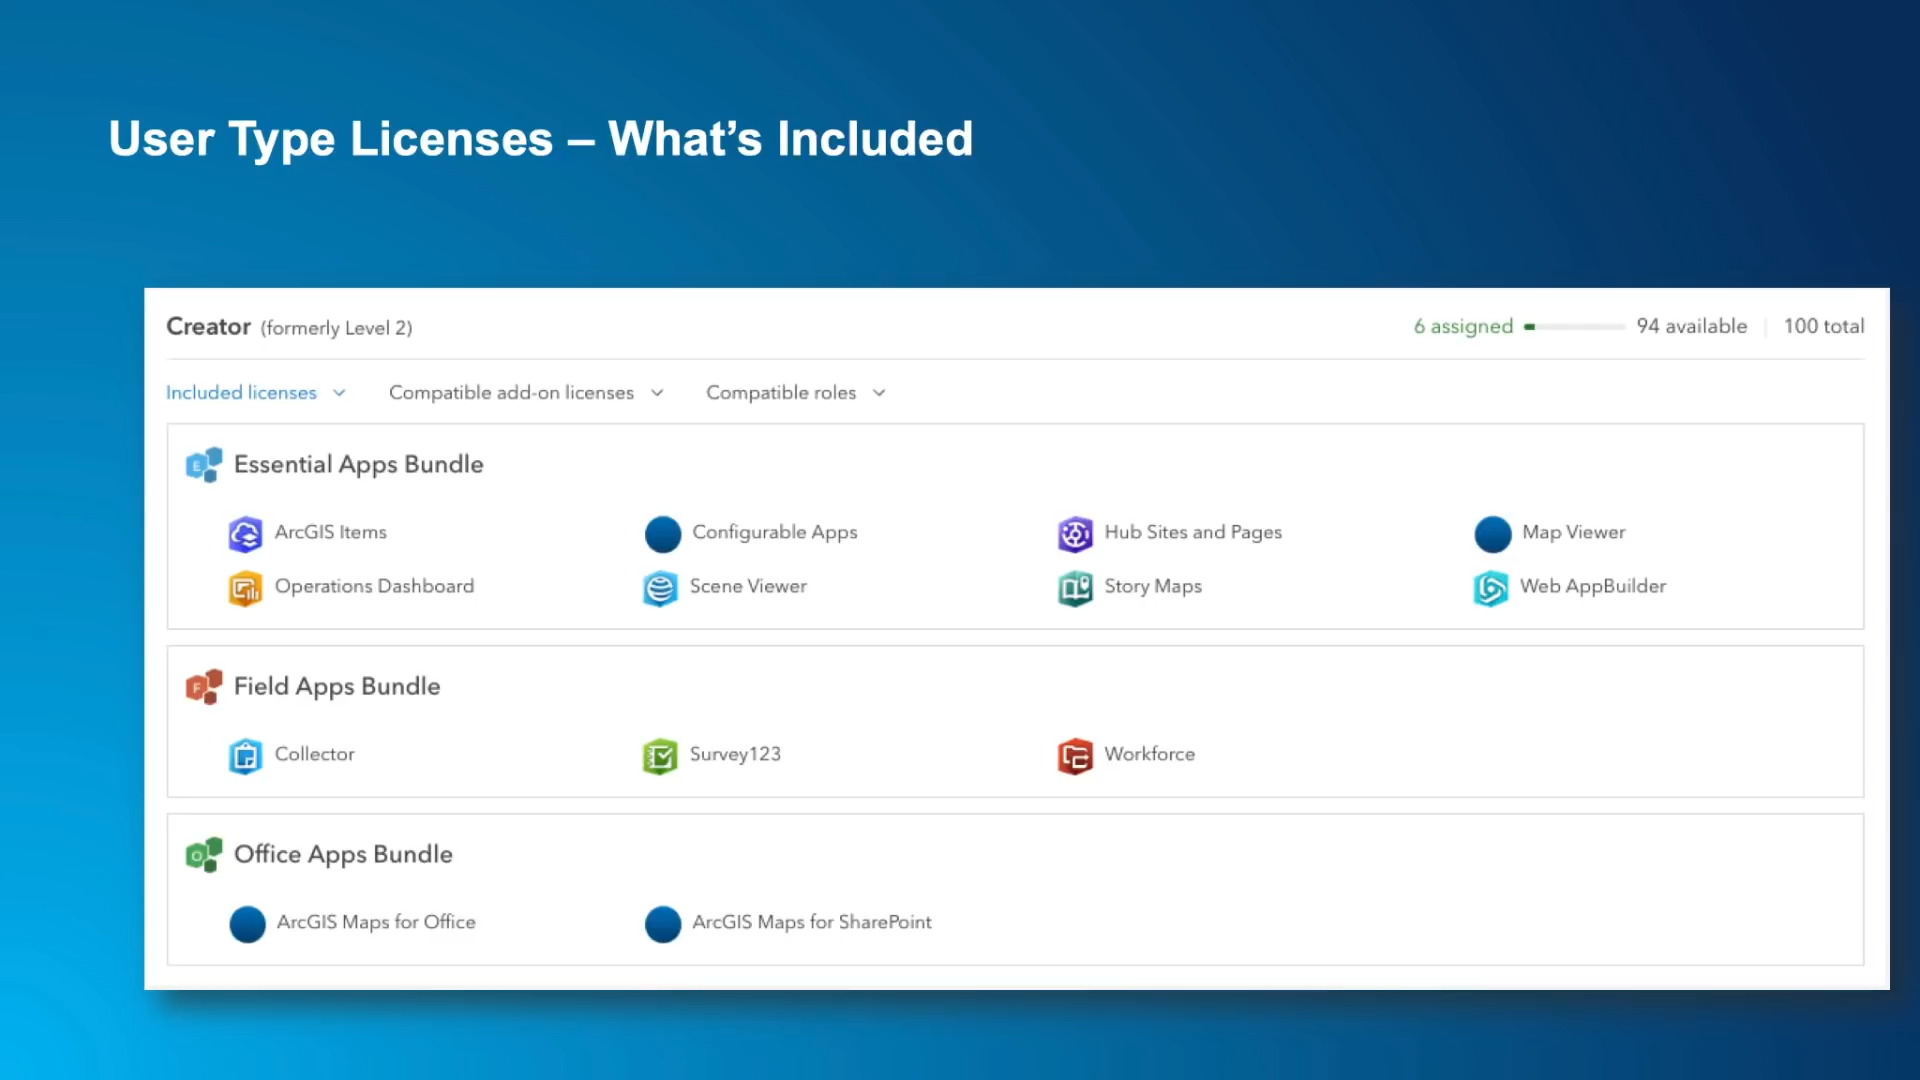 User Type Licenses – What's Included
Creator (formerly Level 2) 6 assigned 94 available 100 total
Included licenses Compatible add-on licenses Compatible roles
E Essential Apps Bundle
ArcGIS Items Configurable Apps Hub Sites and Pages Map Viewer
Operations Dashboard Scene Viewer Story Maps Web AppBuilder
F Field Apps Bundle
Collector Survey123 Workforce
O Office Apps Bundle
ArcGIS Maps for Office ArcGIS Maps for SharePoint